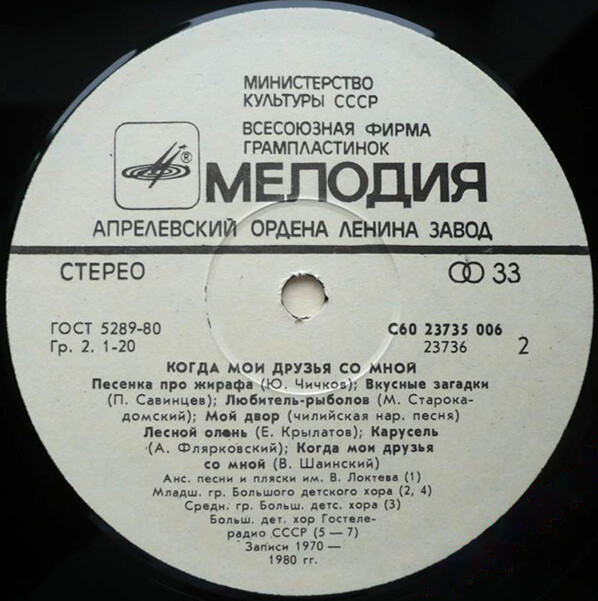 МИНИСТЕРСТВО
КУЛЬТУРЫ СССР
ВСЕСОЮЗНАЯ ФИРМА
ГРАМПЛАСТИНОК
® МЕЛОДИЯ
АПРЕЛЕВСКИЙ ОРДЕНА ЛЕНИНА ЗАВОД
СТЕРЕО 33
ГОСТ 5289-80 С60 23735 006
Гр. 2. 1-20 23736 2
КОГДА МОИ ДРУЗЬЯ СО МНОЙ
Песенка про жирафа (Ю. Чичков); Вкусные загадки
(П. Савинцев); Любитель-рыболов (М. Старока-
домский); Мой двор (чилийская нар. песня)
Лесной олень (Е. Крылатов); Карусель
(А. Флярковский); Когда мои друзья
со мной (В. Шаинский)
Анс. песни и пляски им. В. Локтева (1)
Младш. гр. Большого детского хора (2, 4)
Средн. гр. Больш. детс. хора (3)
Больш. дет. хор Гостеле-
радио СССР (5 — 7)
Записи 1970 —
1980 гг.